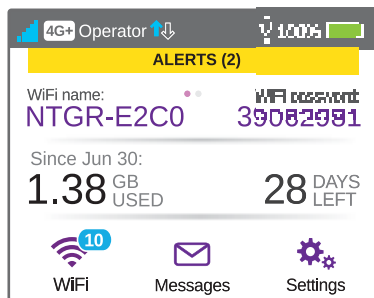 4G+ Operator 100%
ALERTS (2)
WiFi name: WiFi password:
NTGR-E2C0
Since Jun 30:
1.38 GB USED 28 DAYS LEFT
10
WiFi Messages Settings